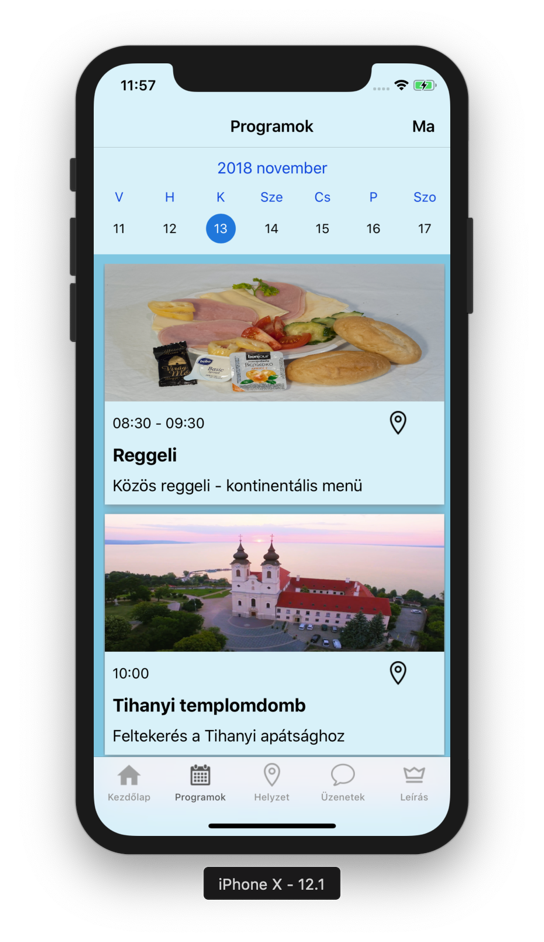 11:57
Programok
Ma
2018 november
V H K Sze Cs P Szo
11 12 13 14 15 16 17
bonjour
08:30 - 09:30
Reggeli
Közös reggeli - kontinentális menü
10:00
Tihanyi templomdomb
Feltekerés a Tihanyi apátsághoz
Kezdőlap Programok Helyzet Üzenetek Leírás
iPhone X - 12.1